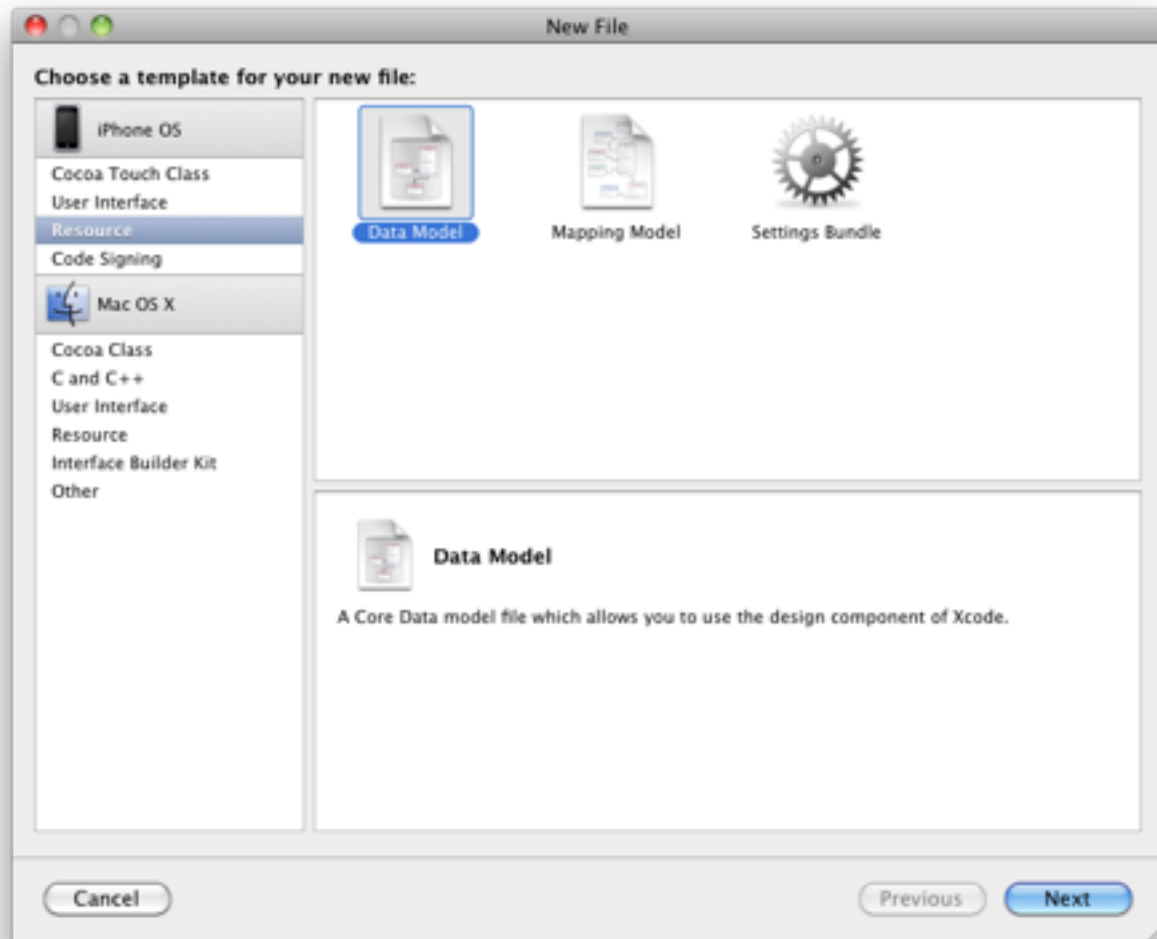 New File
Choose a template for your new file:
iPhone OS
Cocoa Touch Class
User Interface
Resource
Code Signing
Mac OS X
Cocoa Class
C and C++
User Interface
Resource
Interface Builder Kit
Other
Data Model
Mapping Model
Settings Bundle
Data Model
A Core Data model file which allows you to use the design component of Xcode.
Cancel
Previous
Next